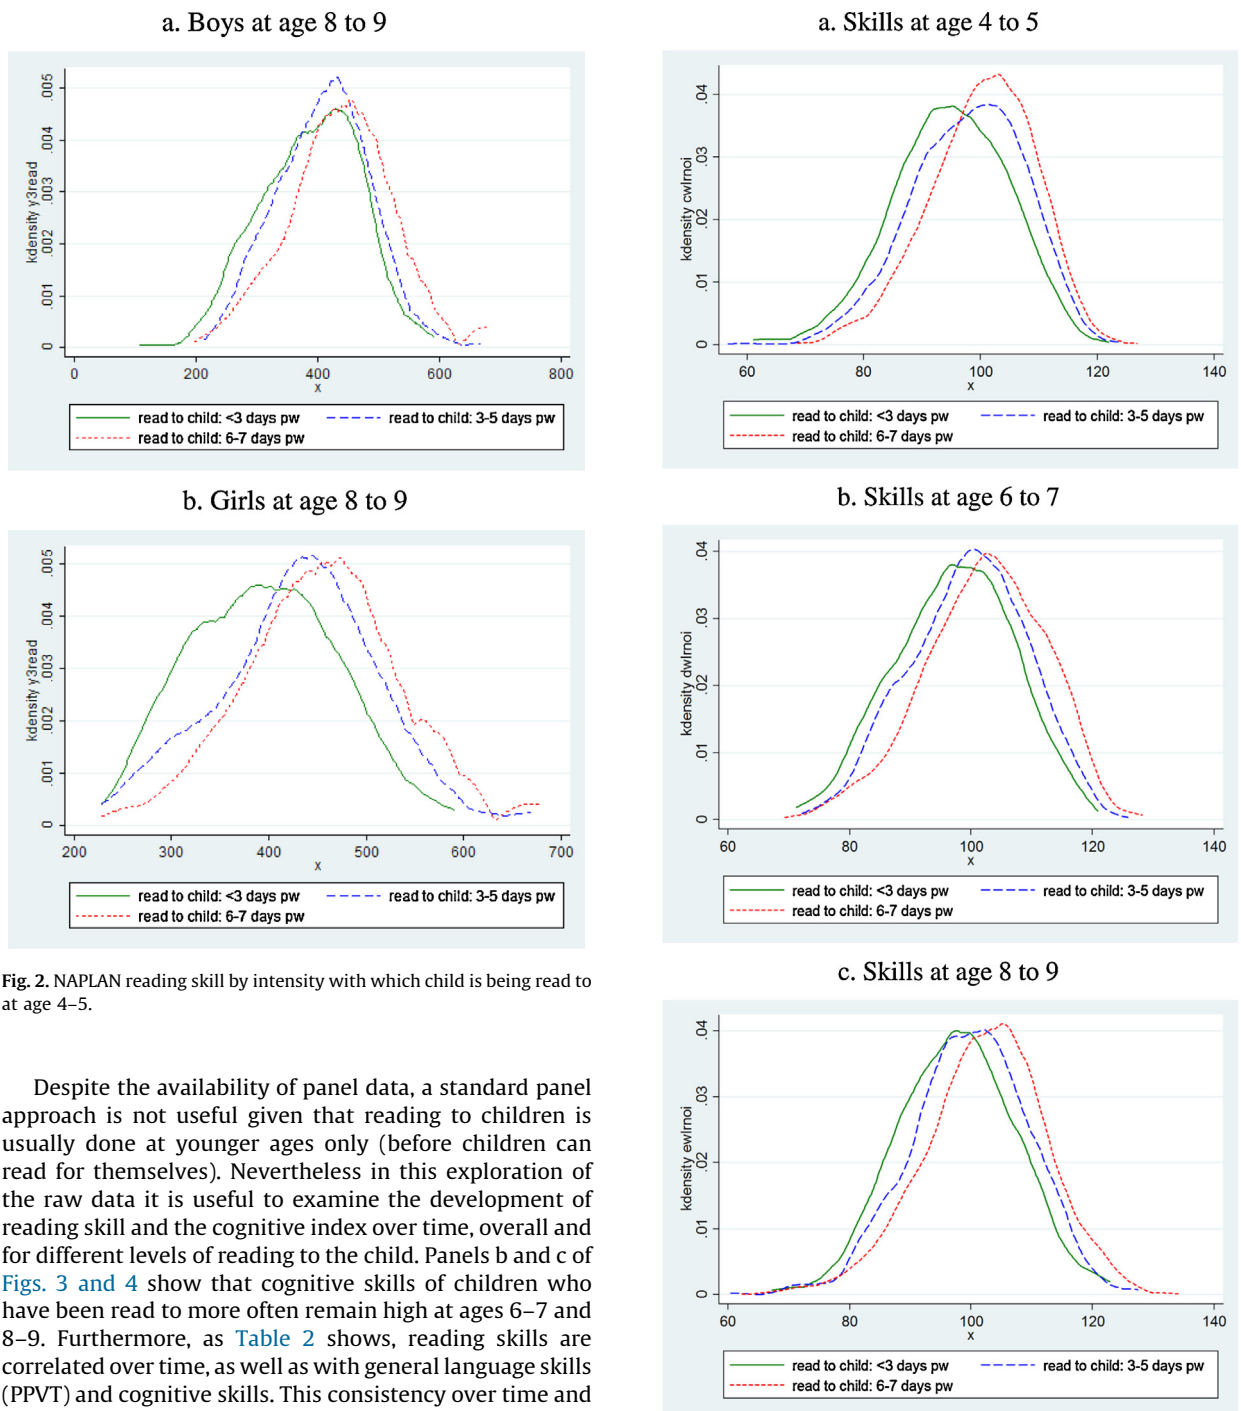 a. Boys at age 8 to 9
kdensity y3read
.005
.004
.003
.002
.001
0
0 200 400 600 800
x
read to child: <3 days pw read to child: 3-5 days pw
read to child: 6-7 days pw
b. Girls at age 8 to 9
kdensity y3read
.005
.004
.003
.002
.001
0
200 300 400 500 600 700
x
read to child: <3 days pw read to child: 3-5 days pw
read to child: 6-7 days pw
Fig. 2. NAPLAN reading skill by intensity with which child is being read to
at age 4–5.
Despite the availability of panel data, a standard panel
approach is not useful given that reading to children is
usually done at younger ages only (before children can
read for themselves). Nevertheless in this exploration of
the raw data it is useful to examine the development of
reading skill and the cognitive index over time, overall and
for different levels of reading to the child. Panels b and c of
Figs. 3 and 4 show that cognitive skills of children who
have been read to more often remain high at ages 6–7 and
8–9. Furthermore, as Table 2 shows, reading skills are
correlated over time, as well as with general language skills
(PPVT) and cognitive skills. This consistency over time and
a. Skills at age 4 to 5
kdensity cwlrnoi
.04
.03
.02
.01
0
60 80 100 120 140
x
read to child: <3 days pw read to child: 3-5 days pw
read to child: 6-7 days pw
b. Skills at age 6 to 7
kdensity dwlrnoi
.04
.03
.02
.01
0
60 80 100 120 140
x
read to child: <3 days pw read to child: 3-5 days pw
read to child: 6-7 days pw
c. Skills at age 8 to 9
kdensity ewlrnoi
.04
.03
.02
.01
0
60 80 100 120 140
x
read to child: <3 days pw read to child: 3-5 days pw
read to child: 6-7 days pw